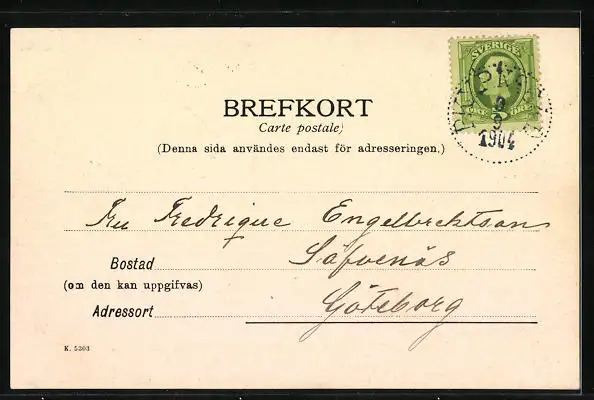 SVERIGE
1904
BREFKORT
Carte postale)
(Denna sida användes endast för adresseringen.)
Fru Fredrique Engelbrektson
Bostad Säfvenäs
(om den kan uppgifvas)
Göteborg
Adressort
K. 5303